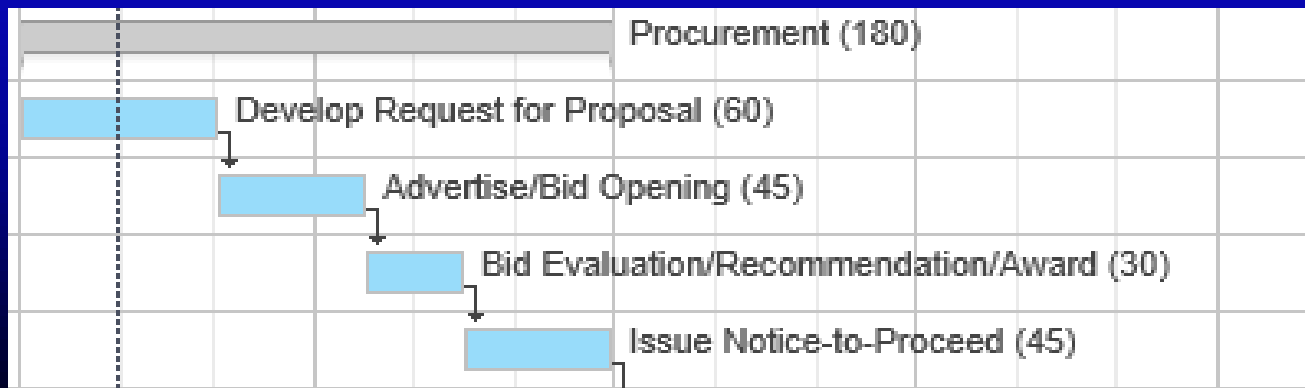 Procurement (180)
Develop Request for Proposal (60)
Advertise/Bid Opening (45)
Bid Evaluation/Recommendation/Award (30)
Issue Notice-to-Proceed (45)